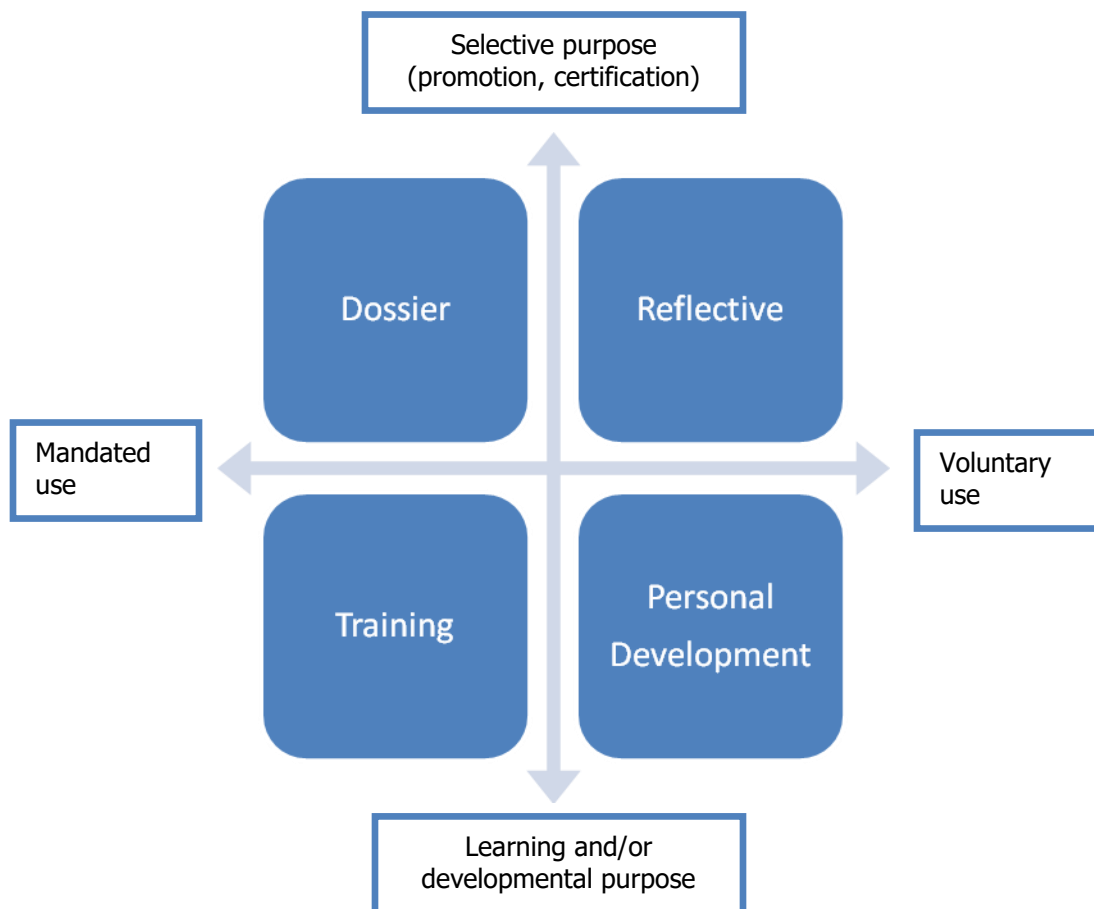 Selective purpose
(promotion, certification)
Dossier
Reflective
Mandated
use
Voluntary
use
Training
Personal
Development
Learning and/or
developmental purpose